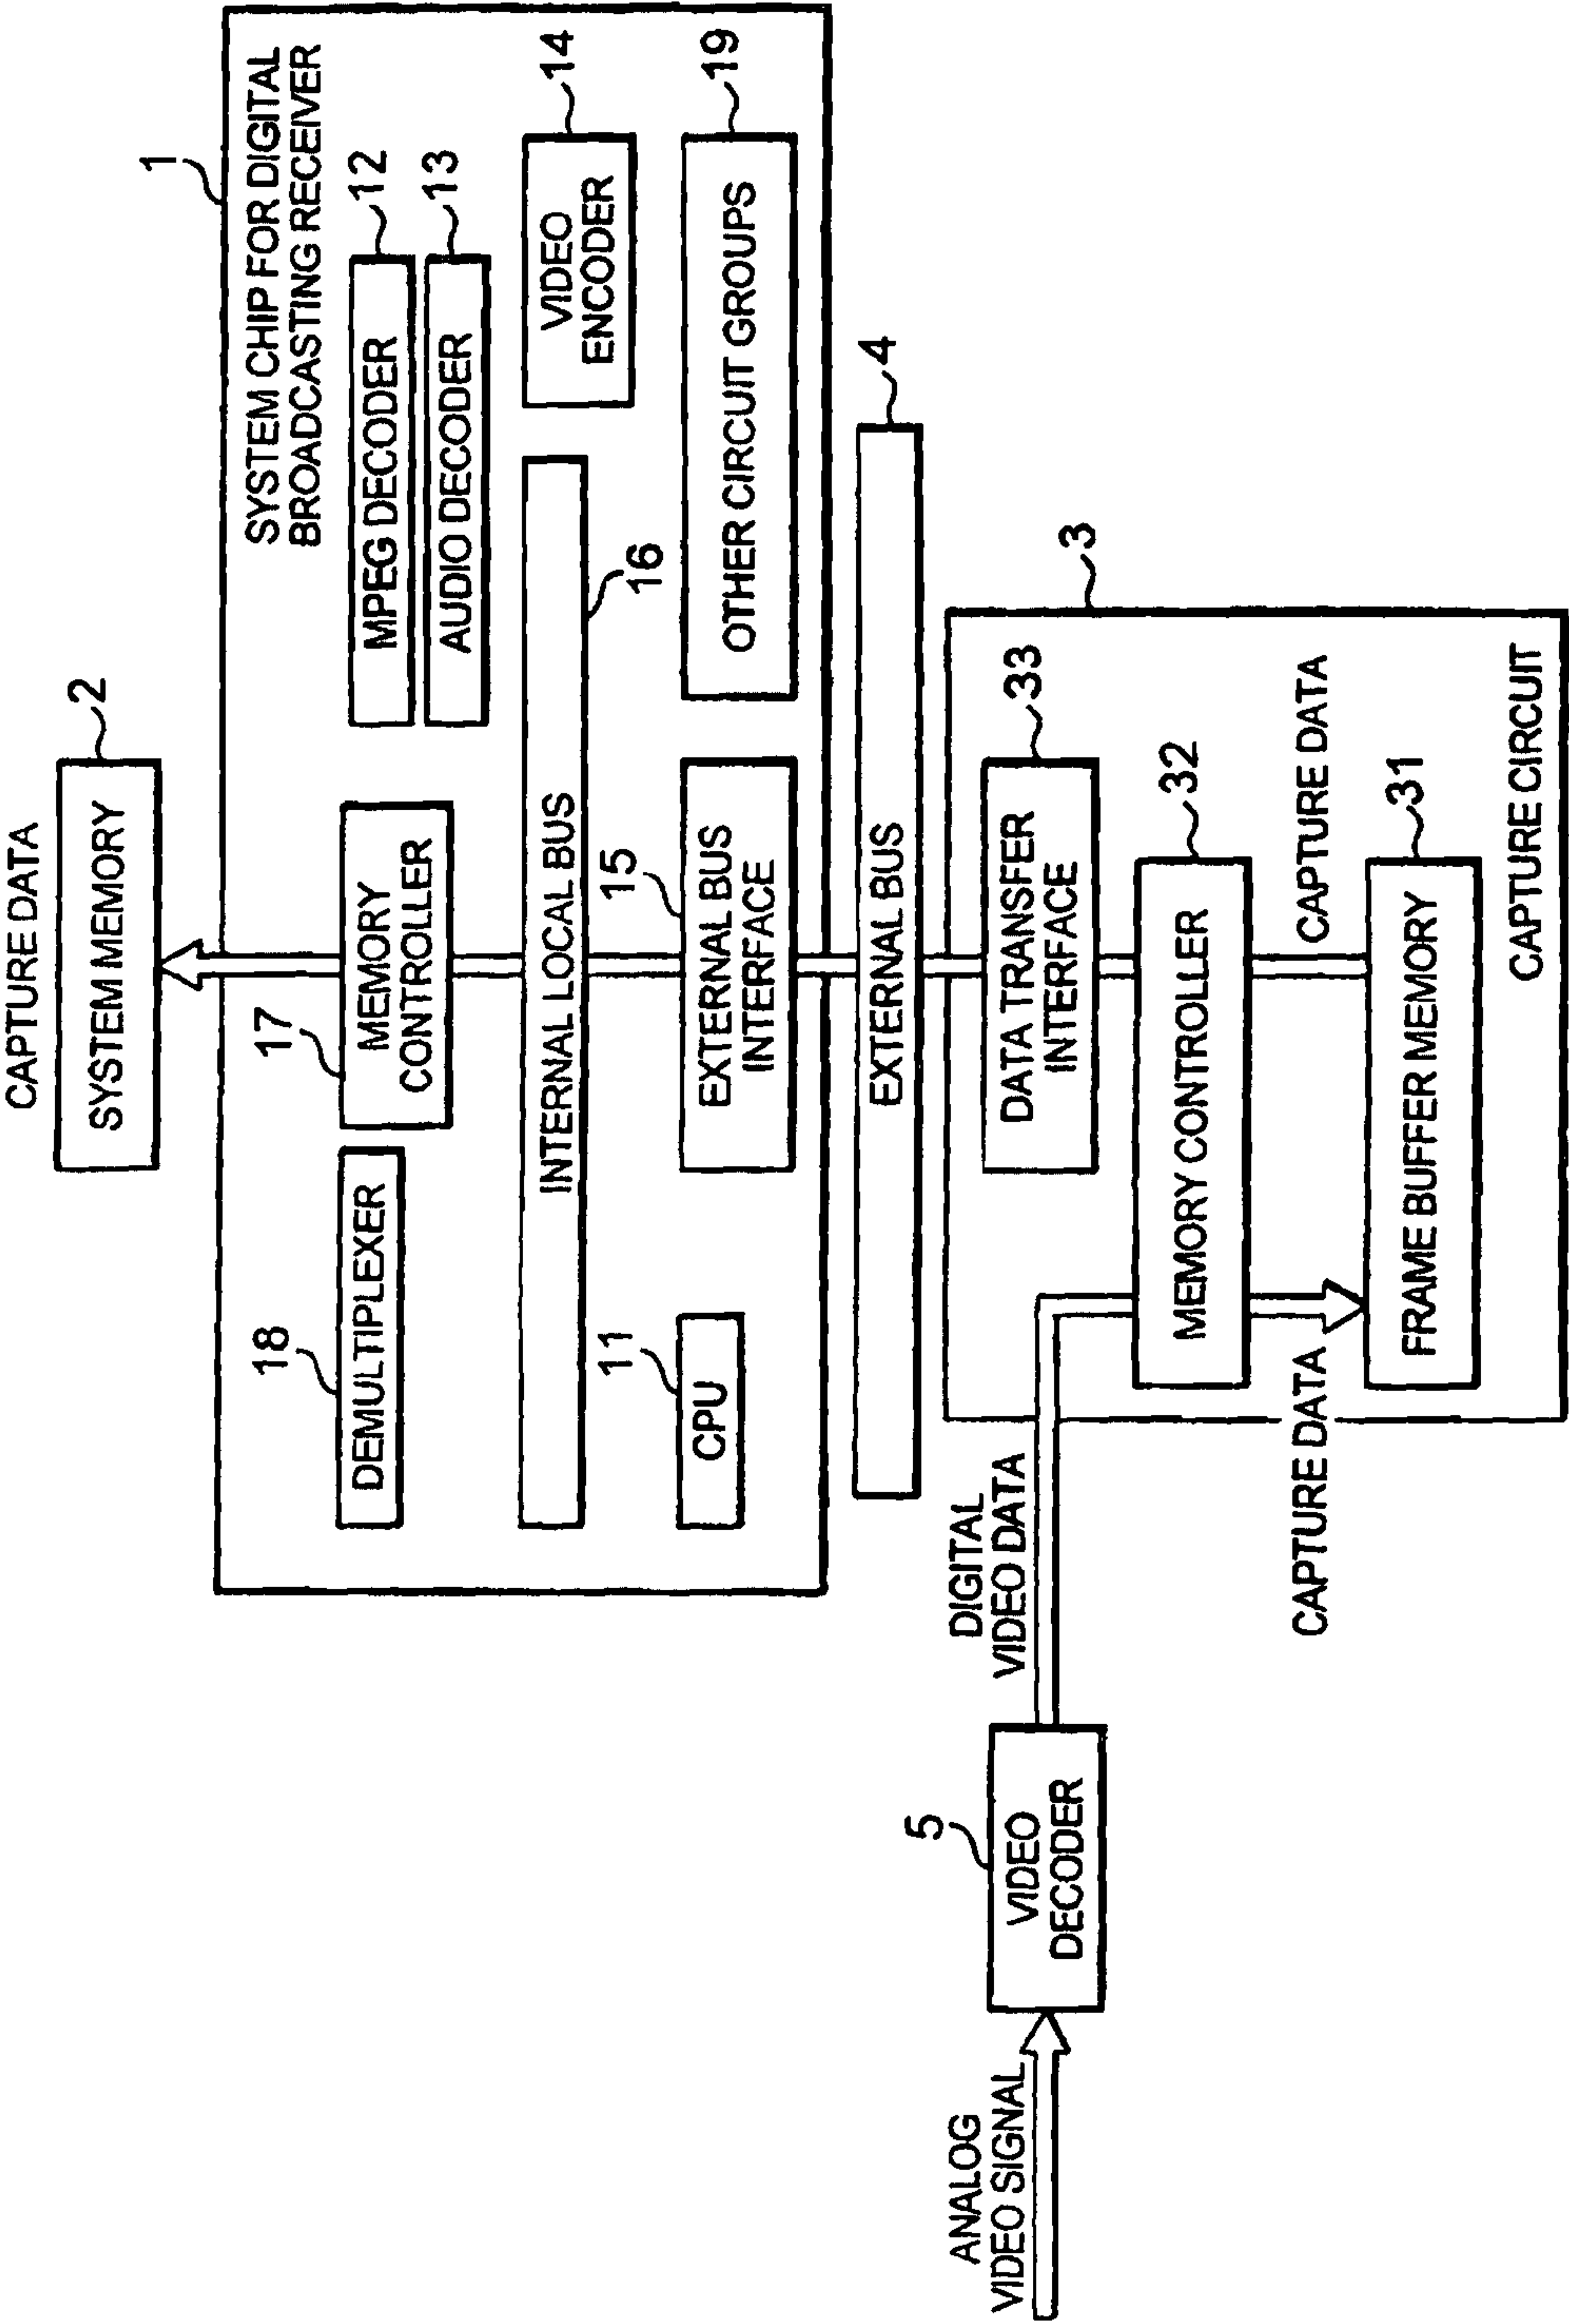 CAPTURE DATA
SYSTEM MEMORY
2
1
SYSTEM CHIP FOR DIGITAL
BROADCASTING RECEIVER
18
DEMULTIPLEXER
17
MEMORY
CONTROLLER
MPEG DECODER
12
AUDIO DECODER
13
INTERNAL LOCAL BUS
16
VIDEO
ENCODER
14
11
CPU
15
EXTERNAL BUS
INTERFACE
OTHER CIRCUIT GROUPS
19
EXTERNAL BUS
4
3
ANALOG
VIDEO SIGNAL
5
VIDEO
DECODER
DIGITAL
VIDEO DATA
DATA TRANSFER
INTERFACE
33
MEMORY CONTROLLER
32
CAPTURE DATA
CAPTURE DATA
FRAME BUFFER MEMORY
31
CAPTURE CIRCUIT